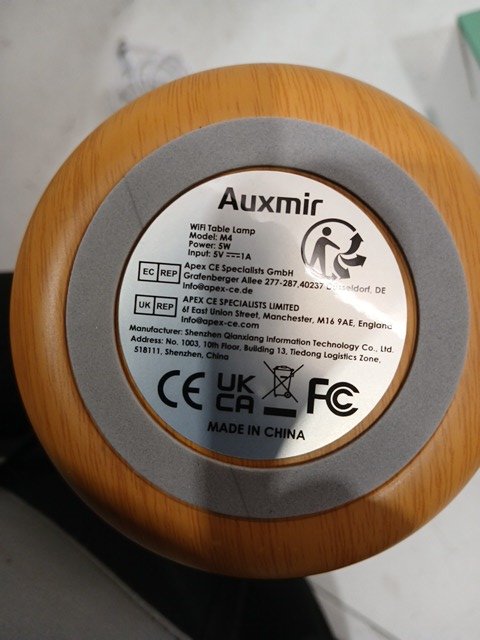 Auxmir
WiFi Table Lamp
Model: M4
Power: 5W
Input: 5V⎓1A
EC REP
Apex CE Specialists GmbH
Grafenberger Allee 277-287,40237 Düsseldorf, DE
Info@apex-ce.de
UK REP
APEX CE SPECIALISTS LIMITED
6f East Union Street, Manchester, M16 9AE, England
Info@apex-ce.com
Manufacturer: Shenzhen Qianxiang Information Technology Co., Ltd.
Address: No. 1003, 10th Floor, Building 13, Tiedong Logistics Zone,
518111, Shenzhen, China
CE UK
CA FC
MADE IN CHINA